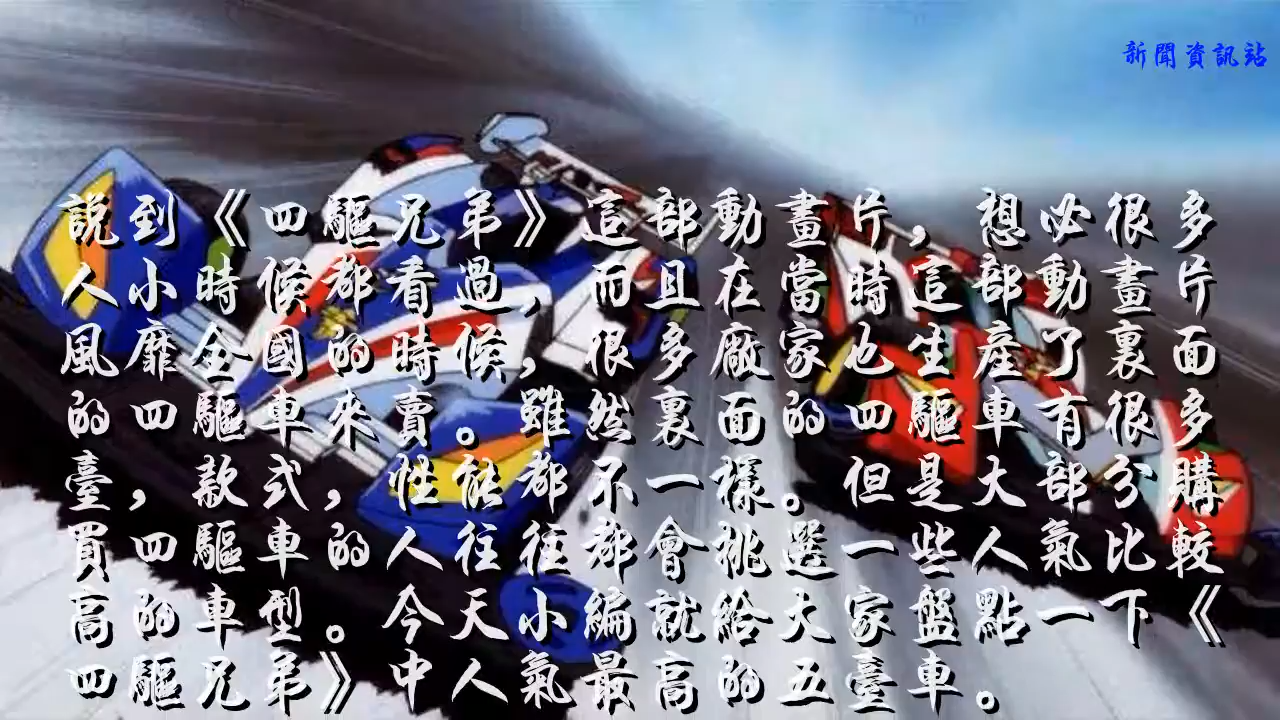 新聞資訊站
說到《四驅兄弟》這部動畫片，想必很多
人小時候都看過，而且在當時這部動畫片
風靡全國的時候，很多廠家也生産了裏面
的四驅車來賣。雖然裏面的四驅車有很多
臺，款式，性能都不一樣。但是大部分購
買四驅車的人往往都會挑選一些人氣比較
高的車型。今天小編就給大家盤點一下《
四驅兄弟》中人氣最高的五臺車。